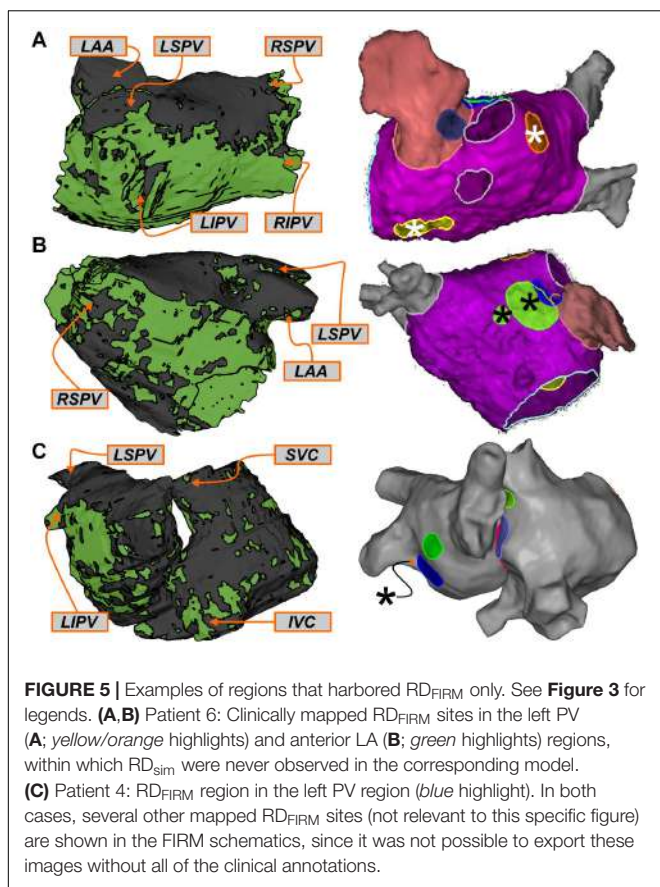 A
LAA LSPV RSPV
LIPV RIPV
* *
B
LSPV
LAA
RSPV
* *
C
LSPV SVC
LIPV IVC
*
FIGURE 5 | Examples of regions that harbored RDFIRM only. See Figure 3 for
legends. (A,B) Patient 6: Clinically mapped RDFIRM sites in the left PV
(A; yellow/orange highlights) and anterior LA (B; green highlights) regions,
within which RDsim were never observed in the corresponding model.
(C) Patient 4: RDFIRM region in the left PV region (blue highlight). In both
cases, several other mapped RDFIRM sites (not relevant to this specific figure)
are shown in the FIRM schematics, since it was not possible to export these
images without all of the clinical annotations.